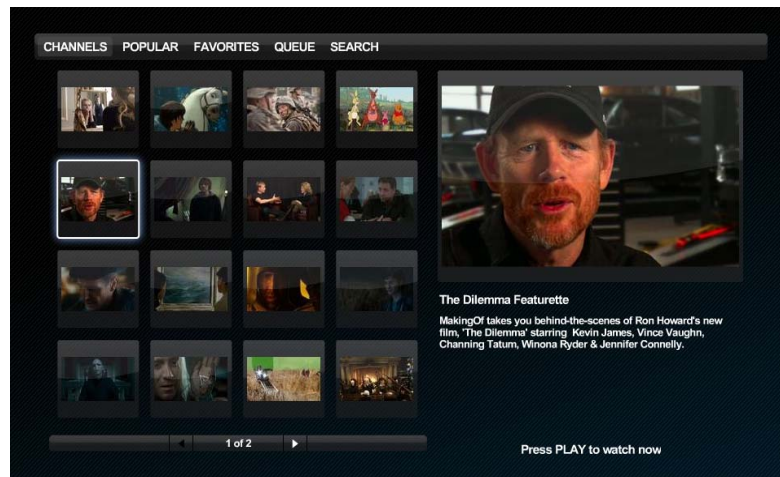 CHANNELS POPULAR FAVORITES QUEUE SEARCH
The Dilemma Featurette
MakingOf takes you behind-the-scenes of Ron Howard's new
film, 'The Dilemma' starring Kevin James, Vince Vaughn,
Channing Tatum, Winona Ryder & Jennifer Connelly.
1 of 2
Press PLAY to watch now